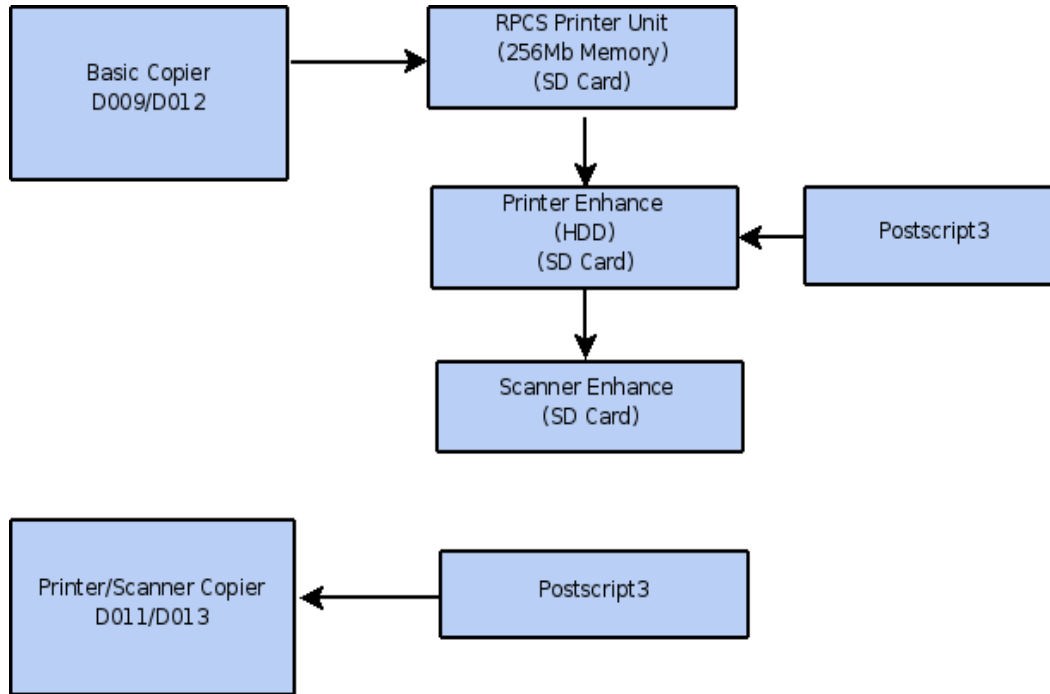 Basic Copier
D009/D012
RPCS Printer Unit
(256Mb Memory)
(SD Card)
Printer Enhance
(HDD)
(SD Card)
Postscript3
Scanner Enhance
(SD Card)
Printer/Scanner Copier
D011/D013
Postscript3